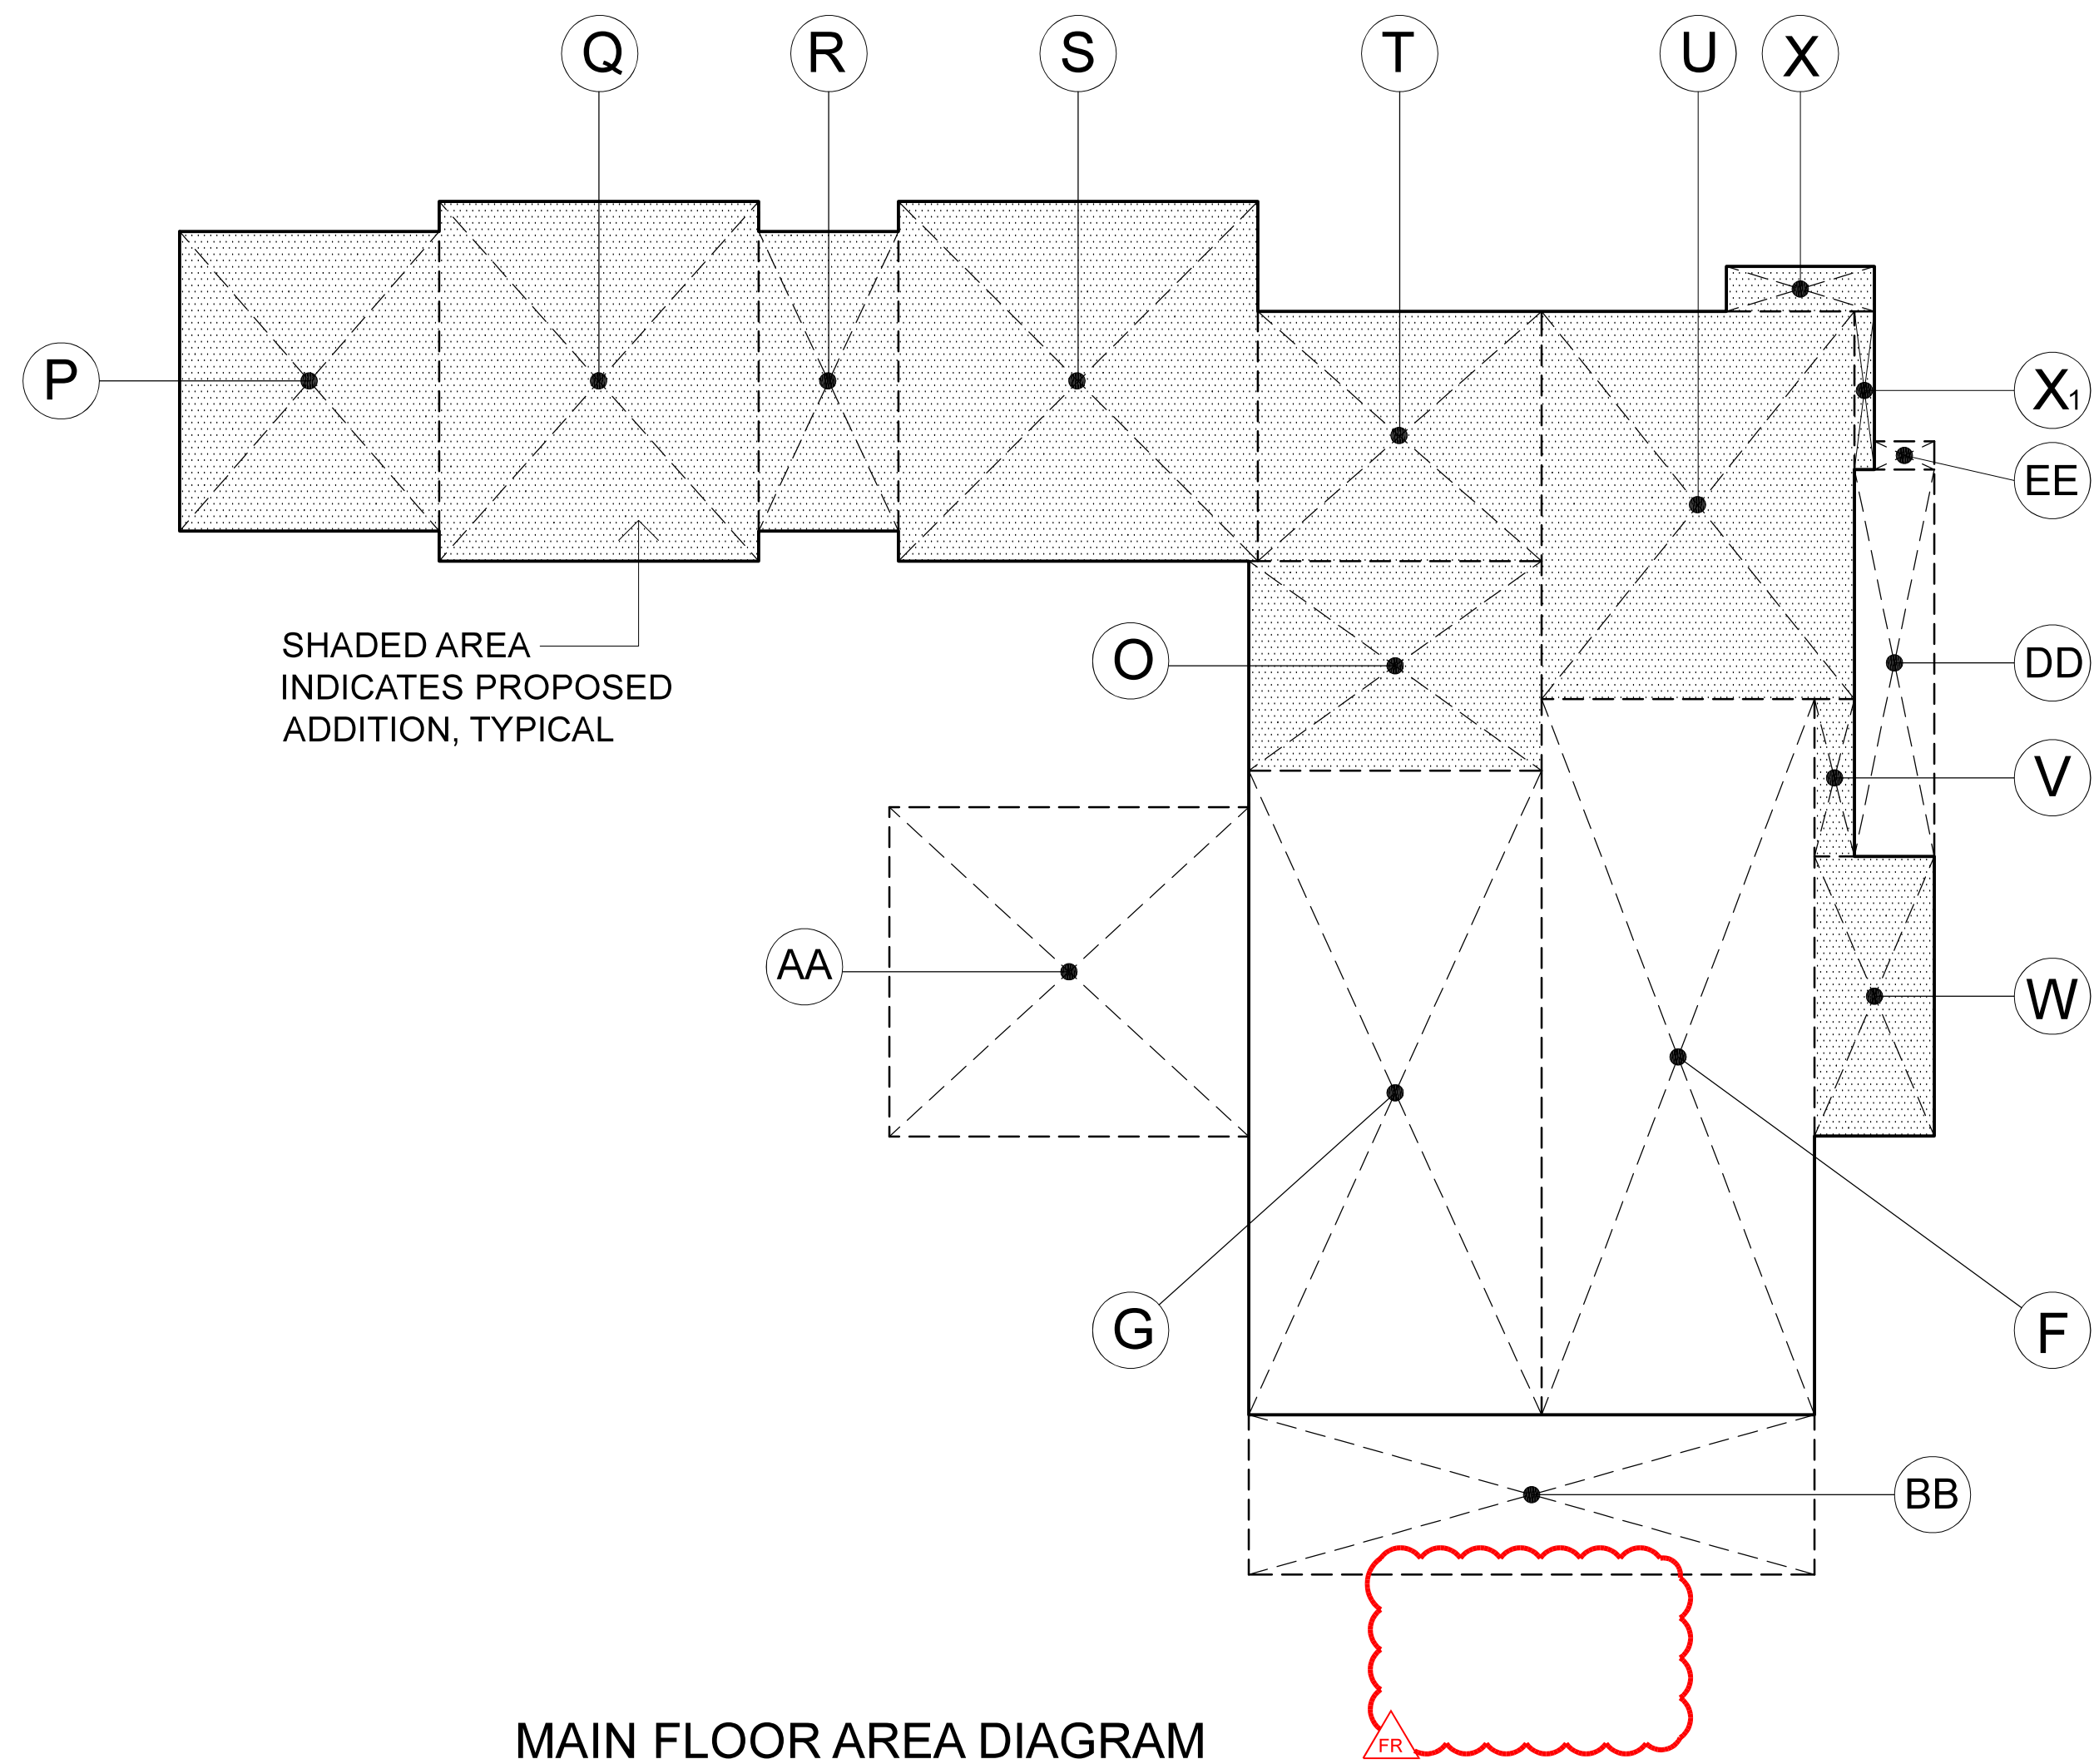 Q
R
S
T
U
X
P
X1
EE
SHADED AREA
INDICATES PROPOSED
ADDITION, TYPICAL
O
DD
V
AA
W
G
F
BB
FR
MAIN FLOOR AREA DIAGRAM